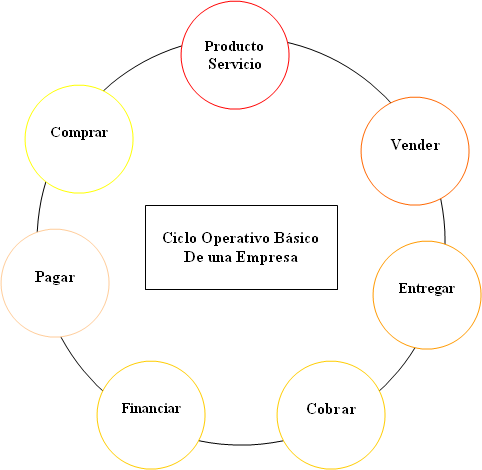 Producto
Servicio
Comprar
Vender
Ciclo Operativo Básico
De una Empresa
Pagar
Entregar
Financiar
Cobrar